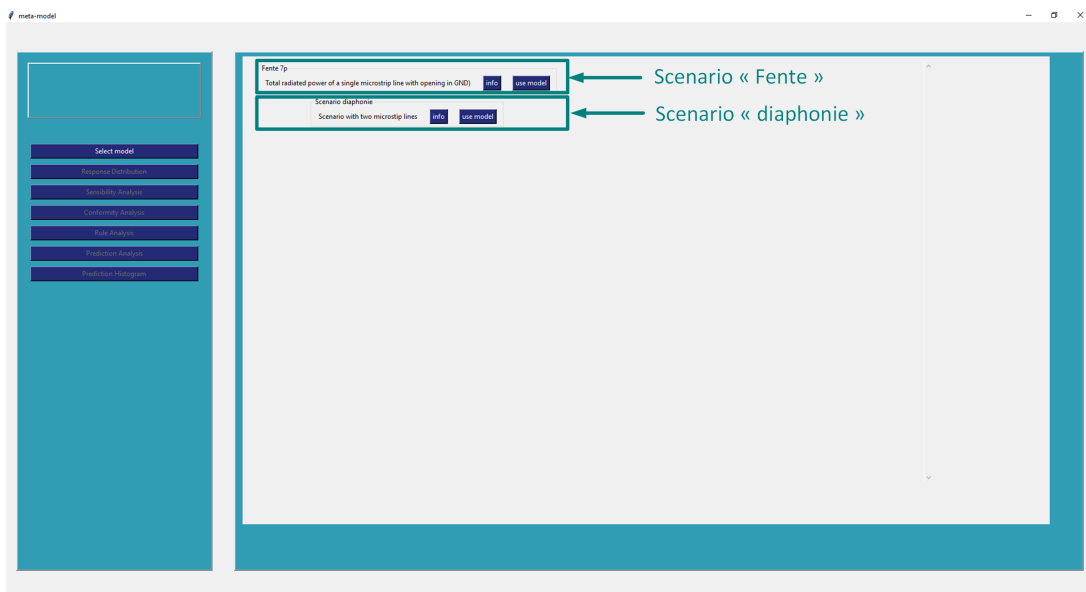 meta-model
Fente 7p
Total radiated power of a single microstrip line with opening in GND) info use model
Scenario « Fente »
Scenario diaphonie
Scenario with two microstip lines info use model
Scenario « diaphonie »
Select model
Response Distribution
Sensibility Analysis
Conformity Analysis
Rule Analysis
Prediction Analysis
Prediction Histogram